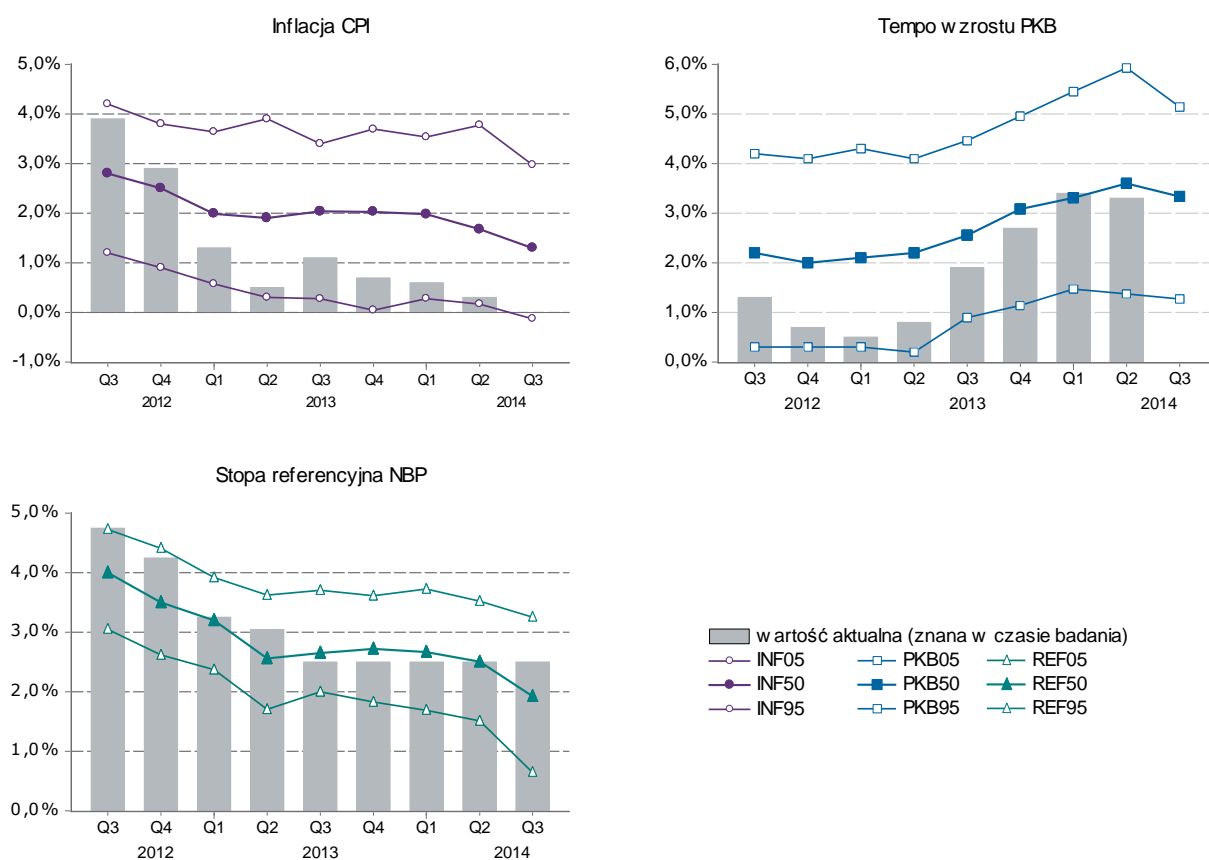 Inflacja CPI
5,0%
4,0%
3,0%
2,0%
1,0%
0,0%
-1,0%
Q3 Q4 Q1 Q2 Q3 Q4 Q1 Q2 Q3
2012 2013 2014
Tempo wzrostu PKB
6,0%
5,0%
4,0%
3,0%
2,0%
1,0%
0,0%
Q3 Q4 Q1 Q2 Q3 Q4 Q1 Q2 Q3
2012 2013 2014
Stopa referencyjna NBP
5,0%
4,0%
3,0%
2,0%
1,0%
0,0%
Q3 Q4 Q1 Q2 Q3 Q4 Q1 Q2 Q3
2012 2013 2014
wartość aktualna (znana w czasie badania)
INF05 PKB05 REF05
INF50 PKB50 REF50
INF95 PKB95 REF95